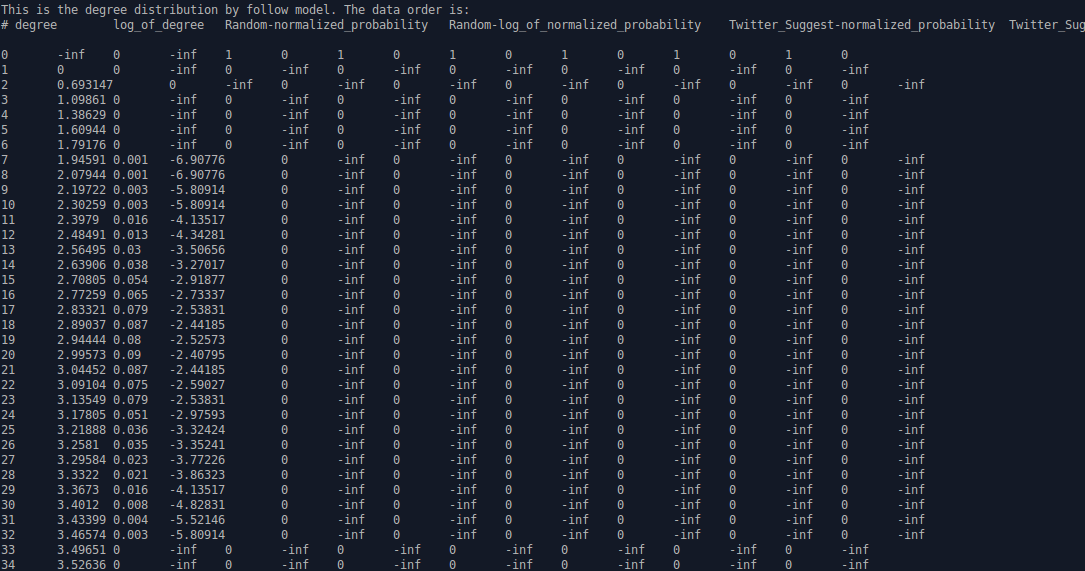 This is the degree distribution by follow model. The data order is:
# degree log_of_degree Random-normalized_probability Random-log_of_normalized_probability Twitter_Suggest-normalized_probability Twitter_Sug
0 -inf 0 -inf 1 0 1 0 1 0 1 0 1 0 1 0
1 0 0 -inf 0 -inf 0 -inf 0 -inf 0 -inf 0 -inf 0 -inf
2 0.693147 0 -inf 0 -inf 0 -inf 0 -inf 0 -inf 0 -inf 0 -inf
3 1.09861 0 -inf 0 -inf 0 -inf 0 -inf 0 -inf 0 -inf 0 -inf
4 1.38629 0 -inf 0 -inf 0 -inf 0 -inf 0 -inf 0 -inf 0 -inf
5 1.60944 0 -inf 0 -inf 0 -inf 0 -inf 0 -inf 0 -inf 0 -inf
6 1.79176 0 -inf 0 -inf 0 -inf 0 -inf 0 -inf 0 -inf 0 -inf
7 1.94591 0.001 -6.90776 0 -inf 0 -inf 0 -inf 0 -inf 0 -inf 0 -inf
8 2.07944 0.001 -6.90776 0 -inf 0 -inf 0 -inf 0 -inf 0 -inf 0 -inf
9 2.19722 0.003 -5.80914 0 -inf 0 -inf 0 -inf 0 -inf 0 -inf 0 -inf
10 2.30259 0.003 -5.80914 0 -inf 0 -inf 0 -inf 0 -inf 0 -inf 0 -inf
11 2.3979 0.016 -4.13517 0 -inf 0 -inf 0 -inf 0 -inf 0 -inf 0 -inf
12 2.48491 0.013 -4.34281 0 -inf 0 -inf 0 -inf 0 -inf 0 -inf 0 -inf
13 2.56495 0.03 -3.50656 0 -inf 0 -inf 0 -inf 0 -inf 0 -inf 0 -inf
14 2.63906 0.038 -3.27017 0 -inf 0 -inf 0 -inf 0 -inf 0 -inf 0 -inf
15 2.70805 0.054 -2.91877 0 -inf 0 -inf 0 -inf 0 -inf 0 -inf 0 -inf
16 2.77259 0.065 -2.73337 0 -inf 0 -inf 0 -inf 0 -inf 0 -inf 0 -inf
17 2.83321 0.079 -2.53831 0 -inf 0 -inf 0 -inf 0 -inf 0 -inf 0 -inf
18 2.89037 0.087 -2.44185 0 -inf 0 -inf 0 -inf 0 -inf 0 -inf 0 -inf
19 2.94444 0.08 -2.52573 0 -inf 0 -inf 0 -inf 0 -inf 0 -inf 0 -inf
20 2.99573 0.09 -2.40795 0 -inf 0 -inf 0 -inf 0 -inf 0 -inf 0 -inf
21 3.04452 0.087 -2.44185 0 -inf 0 -inf 0 -inf 0 -inf 0 -inf 0 -inf
22 3.09104 0.075 -2.59027 0 -inf 0 -inf 0 -inf 0 -inf 0 -inf 0 -inf
23 3.13549 0.079 -2.53831 0 -inf 0 -inf 0 -inf 0 -inf 0 -inf 0 -inf
24 3.17805 0.051 -2.97593 0 -inf 0 -inf 0 -inf 0 -inf 0 -inf 0 -inf
25 3.21888 0.036 -3.32424 0 -inf 0 -inf 0 -inf 0 -inf 0 -inf 0 -inf
26 3.2581 0.035 -3.35241 0 -inf 0 -inf 0 -inf 0 -inf 0 -inf 0 -inf
27 3.29584 0.023 -3.77226 0 -inf 0 -inf 0 -inf 0 -inf 0 -inf 0 -inf
28 3.3322 0.021 -3.86323 0 -inf 0 -inf 0 -inf 0 -inf 0 -inf 0 -inf
29 3.3673 0.016 -4.13517 0 -inf 0 -inf 0 -inf 0 -inf 0 -inf 0 -inf
30 3.4012 0.008 -4.82831 0 -inf 0 -inf 0 -inf 0 -inf 0 -inf 0 -inf
31 3.43399 0.004 -5.52146 0 -inf 0 -inf 0 -inf 0 -inf 0 -inf 0 -inf
32 3.46574 0.003 -5.80914 0 -inf 0 -inf 0 -inf 0 -inf 0 -inf 0 -inf
33 3.49651 0 -inf 0 -inf 0 -inf 0 -inf 0 -inf 0 -inf 0 -inf
34 3.52636 0 -inf 0 -inf 0 -inf 0 -inf 0 -inf 0 -inf 0 -inf